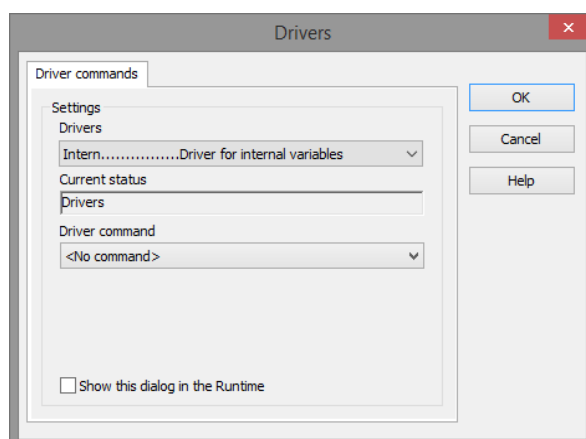 Drivers
Driver commands
OK
Cancel
Help
Settings
Drivers
Intern................Driver for internal variables
Current status
Drivers
Driver command
<No command>
Show this dialog in the Runtime